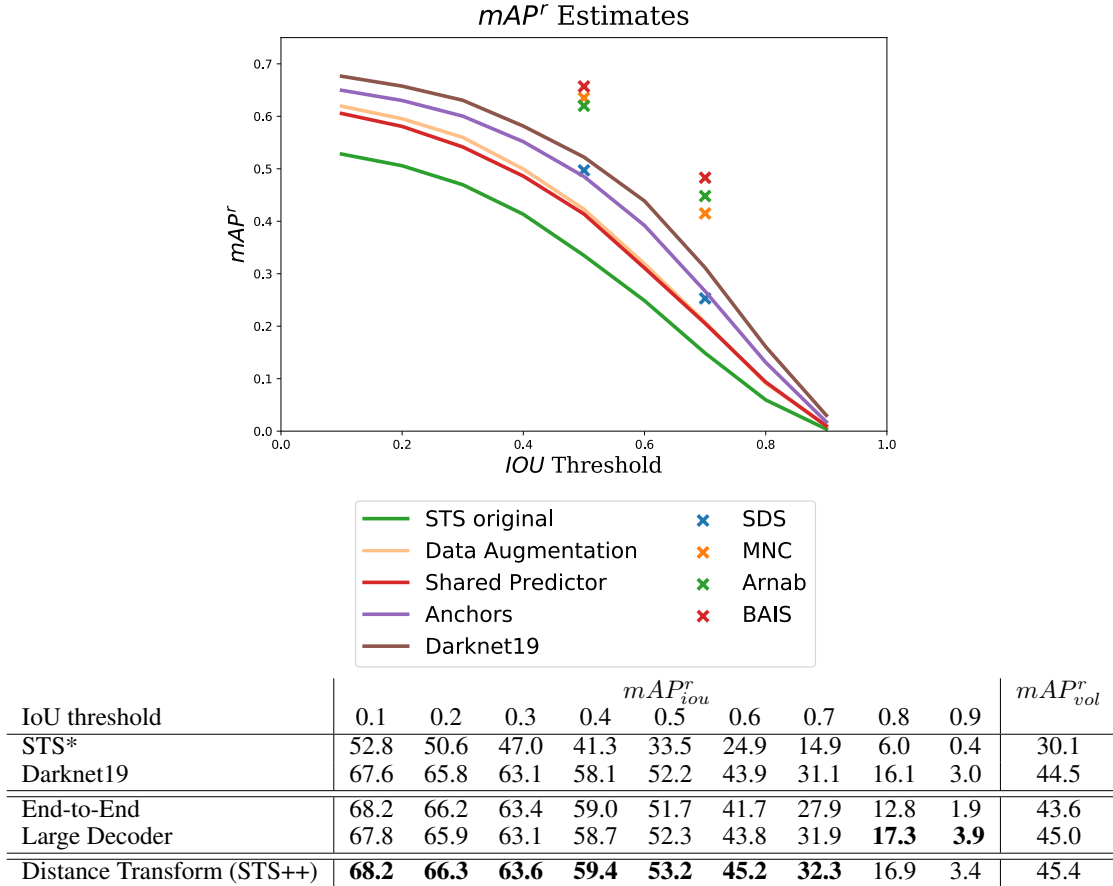 mAP^r Estimates
0.7
0.6
0.5
0.4
0.3
0.2
0.1
0.0
mAP^r
0.0 0.2 0.4 0.6 0.8 1.0
IOU Threshold
STS original SDS
Data Augmentation MNC
Shared Predictor Arnab
Anchors BAIS
Darknet19
mAP^r_iou mAP^r_vol
IoU threshold 0.1 0.2 0.3 0.4 0.5 0.6 0.7 0.8 0.9
STS* 52.8 50.6 47.0 41.3 33.5 24.9 14.9 6.0 0.4 30.1
Darknet19 67.6 65.8 63.1 58.1 52.2 43.9 31.1 16.1 3.0 44.5
End-to-End 68.2 66.2 63.4 59.0 51.7 41.7 27.9 12.8 1.9 43.6
Large Decoder 67.8 65.9 63.1 58.7 52.3 43.8 31.9 17.3 3.9 45.0
Distance Transform (STS++) 68.2 66.3 63.6 59.4 53.2 45.2 32.3 16.9 3.4 45.4